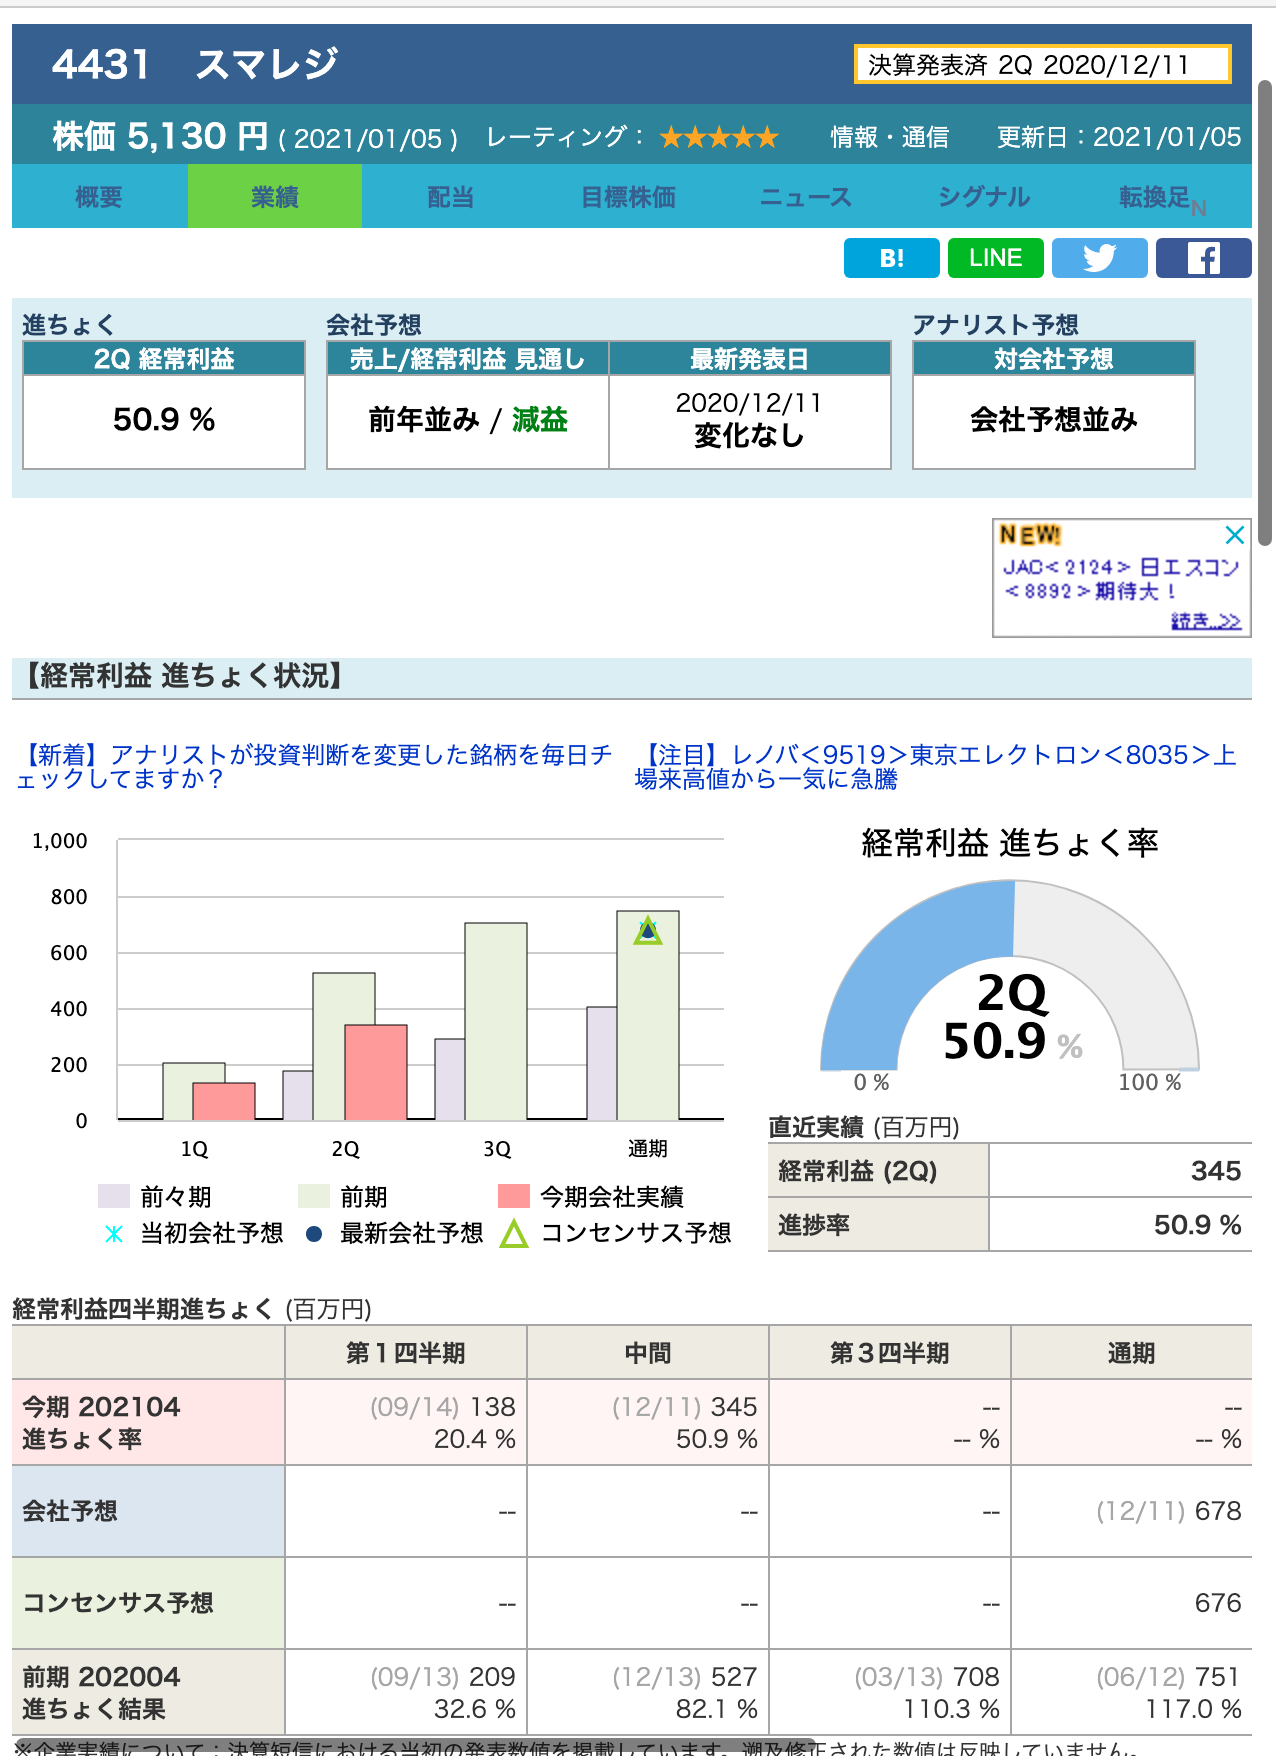 4431　スマレジ
決算発表済 2Q 2020/12/11
株価 5,130 円 ( 2021/01/05 ) レーティング： ★★★★★ 情報・通信 更新日：2021/01/05
概要 業績 配当 目標株価 ニュース シグナル 転換足N
B! LINE
進ちょく 会社予想 アナリスト予想
2Q 経常利益 売上/経常利益 見通し 最新発表日 対会社予想
50.9 % 前年並み / 減益 2020/12/11 会社予想並み
変化なし
NEW!
JAC<2124> 日エスコン
<8892>期待大！
続き..>>
【経常利益 進ちょく状況】
【新着】アナリストが投資判断を変更した銘柄を毎日チ
ェックしてますか？
【注目】レノバ<9519>東京エレクトロン<8035>上
場来高値から一気に急騰
1,000
800
600
400
200
0
1Q 2Q 3Q 通期
前々期 前期 今期会社実績
当初会社予想 最新会社予想 コンセンサス予想
経常利益 進ちょく率
2Q
50.9 %
0 % 100 %
直近実績 (百万円)
経常利益 (2Q) 345
進捗率 50.9 %
経常利益四半期進ちょく (百万円)
第１四半期 中間 第３四半期 通期
今期 202104 (09/14) 138 (12/11) 345 -- --
進ちょく率 20.4 % 50.9 % -- % -- %
会社予想 -- -- -- (12/11) 678
コンセンサス予想 -- -- -- 676
前期 202004 (09/13) 209 (12/13) 527 (03/13) 708 (06/12) 751
進ちょく結果 32.6 % 82.1 % 110.3 % 117.0 %
※企業実績について：決算短信における当初の発表数値を掲載しています。遡及修正された数値は反映していません。